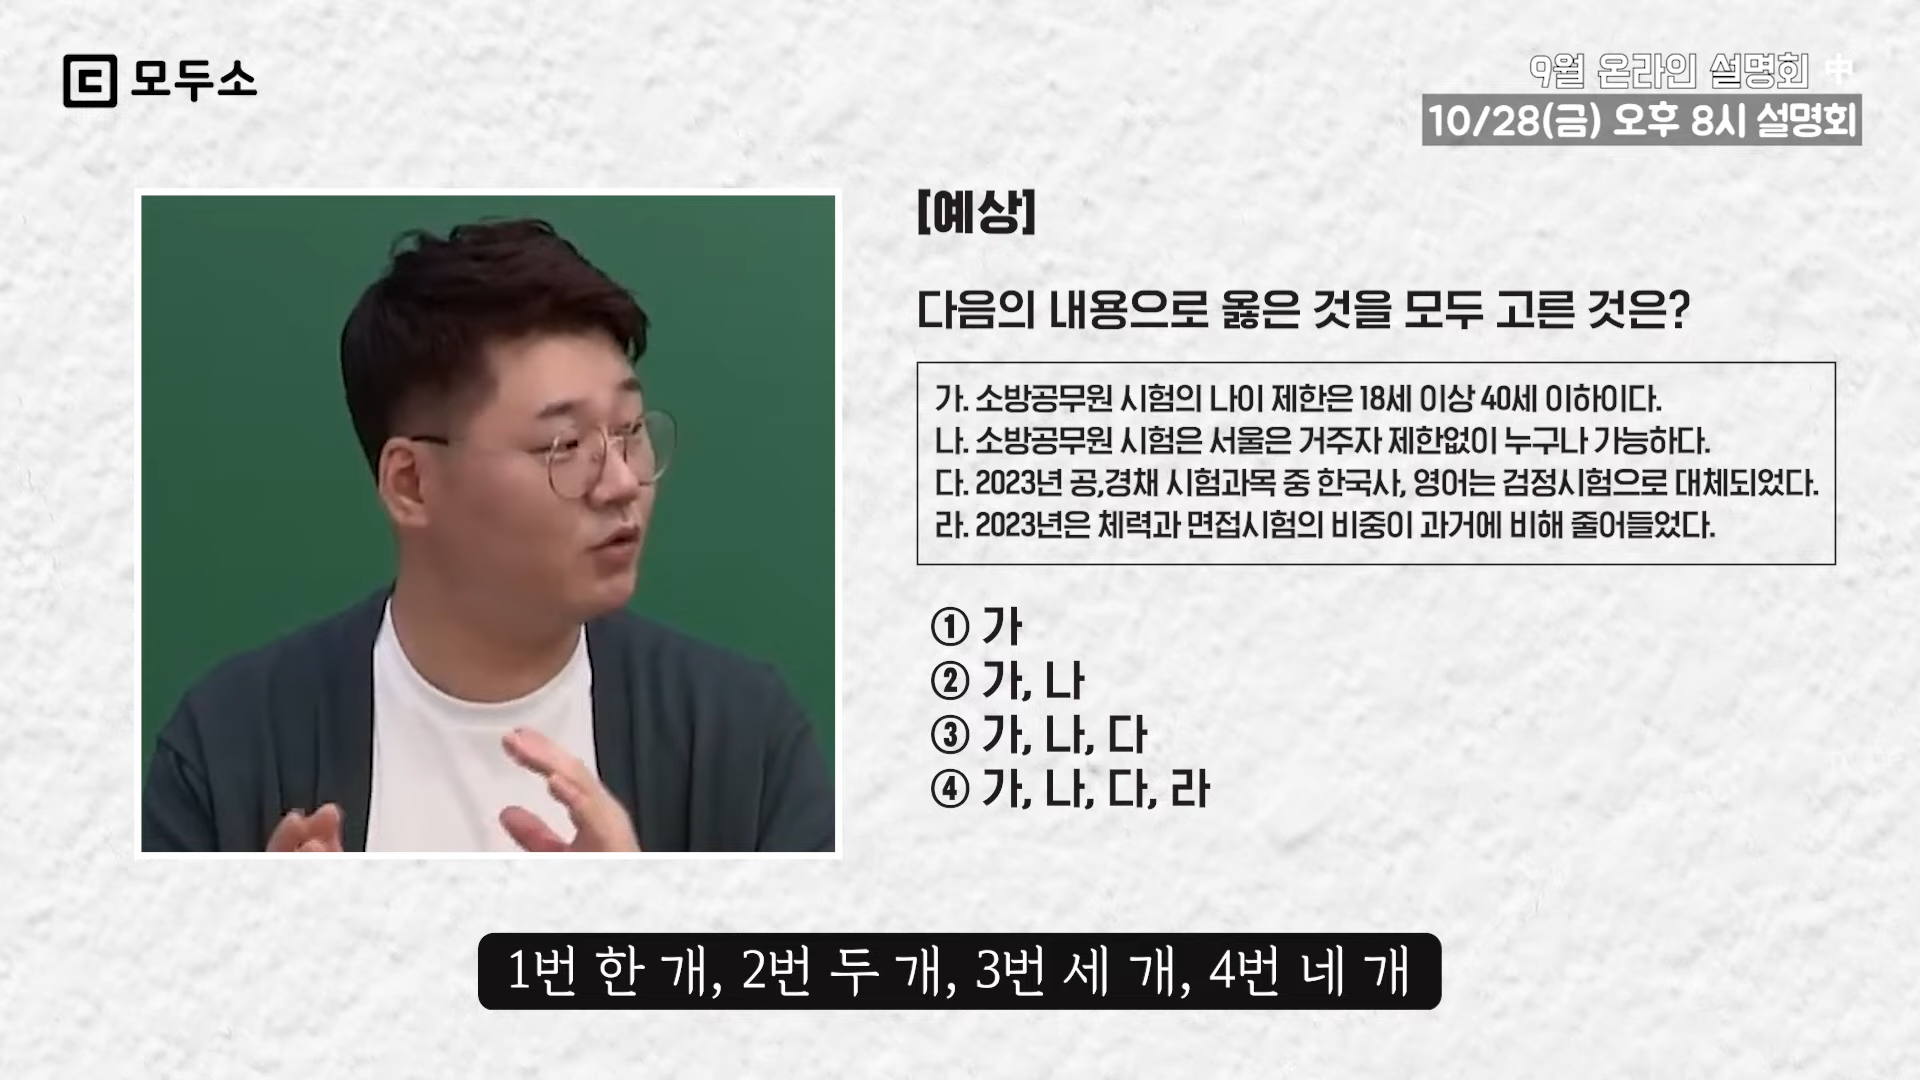 모두소
9월 온라인 설명회 中
10/28(금) 오후 8시 설명회
[예상]
다음의 내용으로 옳은 것을 모두 고른 것은?
가. 소방공무원 시험의 나이 제한은 18세 이상 40세 이하이다.
나. 소방공무원 시험은 서울은 거주자 제한없이 누구나 가능하다.
다. 2023년 공,경채 시험과목 중 한국사, 영어는 검정시험으로 대체되었다.
라. 2023년은 체력과 면접시험의 비중이 과거에 비해 줄어들었다.
① 가
② 가, 나
③ 가, 나, 다
④ 가, 나, 다, 라
1번 한 개, 2번 두 개, 3번 세 개, 4번 네 개